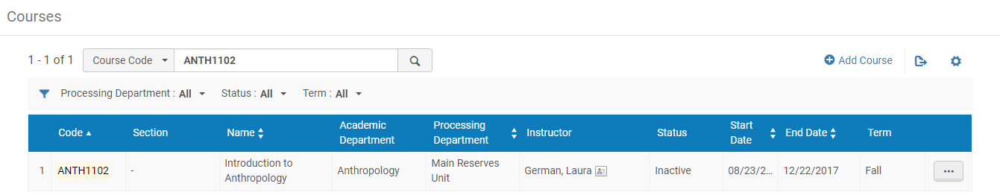 Courses
1 - 1 of 1 Course Code ANTH1102 Add Course
Processing Department : All Status : All Term : All
Code Section Name Academic Department Processing Department Instructor Status Start Date End Date Term
1 ANTH1102 - Introduction to Anthropology Anthropology Main Reserves Unit German, Laura Inactive 08/23/2... 12/22/2017 Fall ...